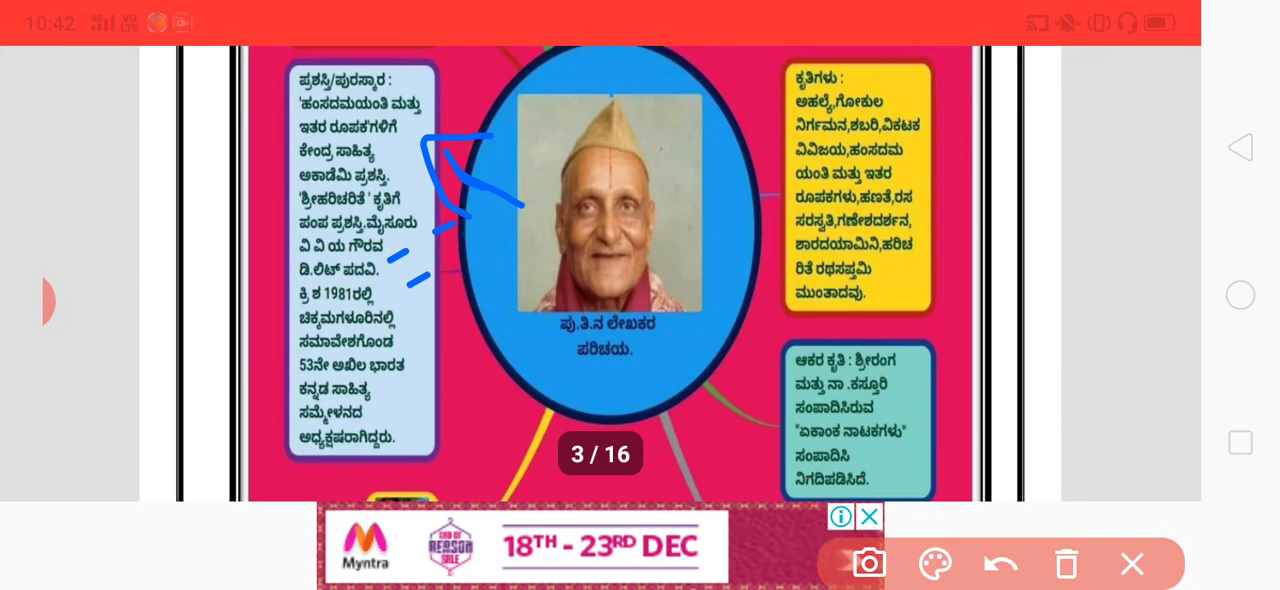 10:42
4G
VO
LTE
ಪ್ರಶಸ್ತಿ/ಪುರಸ್ಕಾರ :
'ಹಂಸದಮಯಂತಿ ಮತ್ತು
ಇತರ ರೂಪಕ'ಗಳಿಗೆ
ಕೇಂದ್ರ ಸಾಹಿತ್ಯ
ಅಕಾಡೆಮಿ ಪ್ರಶಸ್ತಿ.
'ಶ್ರೀಹರಿಚರಿತೆ ' ಕೃತಿಗೆ
ಪಂಪ ಪ್ರಶಸ್ತಿ.ಮೈಸೂರು
ವಿ ವಿ ಯ ಗೌರವ
ಡಿ.ಲಿಟ್ ಪದವಿ.
ಕ್ರಿ ಶ 1981ರಲ್ಲಿ
ಚಿಕ್ಕಮಗಳೂರಿನಲ್ಲಿ
ಸಮಾವೇಶಗೊಂಡ
53ನೇ ಅಖಿಲ ಭಾರತ
ಕನ್ನಡ ಸಾಹಿತ್ಯ
ಸಮ್ಮೇಳನದ
ಅಧ್ಯಕ್ಷರಾಗಿದ್ದರು.
ಪು.ತಿ.ನ ಲೇಖಕರ
ಪರಿಚಯ.
ಕೃತಿಗಳು :
ಅಹಲ್ಯೆ,ಗೋಕುಲ
ನಿರ್ಗಮನ,ಶಬರಿ,ವಿಕಟಕ
ವಿವಿಜಯ,ಹಂಸದಮ
ಯಂತಿ ಮತ್ತು ಇತರ
ರೂಪಕಗಳು,ಹಣತೆ,ರಸ
ಸರಸ್ವತಿ,ಗಣೇಶದರ್ಶನ,
ಶಾರದಯಾಮಿನಿ,ಹರಿಚ
ರಿತೆ ರಥಸಪ್ತಮಿ
ಮುಂತಾದವು.
ಆಕರ ಕೃತಿ : ಶ್ರೀರಂಗ
ಮತ್ತು ನಾ .ಕಸ್ತೂರಿ
ಸಂಪಾದಿಸಿರುವ
"ಏಕಾಂಕ ನಾಟಕಗಳು"
ಸಂಪಾದಿಸಿ
ನಿಗದಿಪಡಿಸಿದೆ.
3 / 16
Myntra
END OF
REASON
SALE
18TH - 23RD DEC